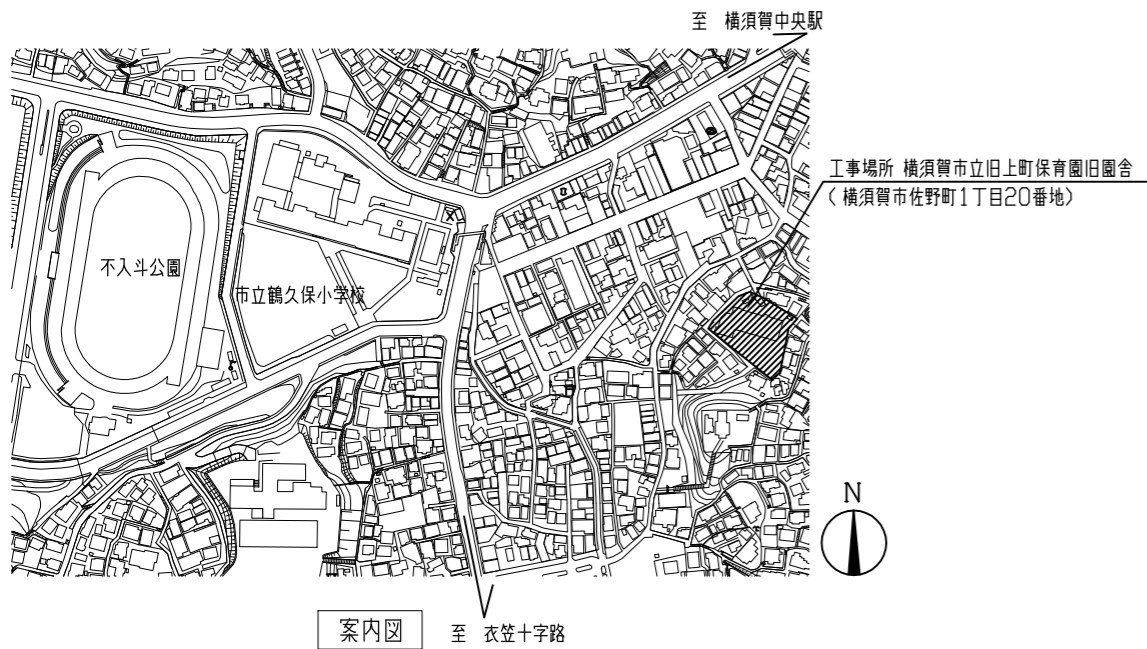 至 横須賀中央駅
工事場所 横須賀市立旧上町保育園旧園舎
(横須賀市佐野町1丁目20番地)
不入斗公園
市立鶴久保小学校
N
案内図
至 衣笠十字路